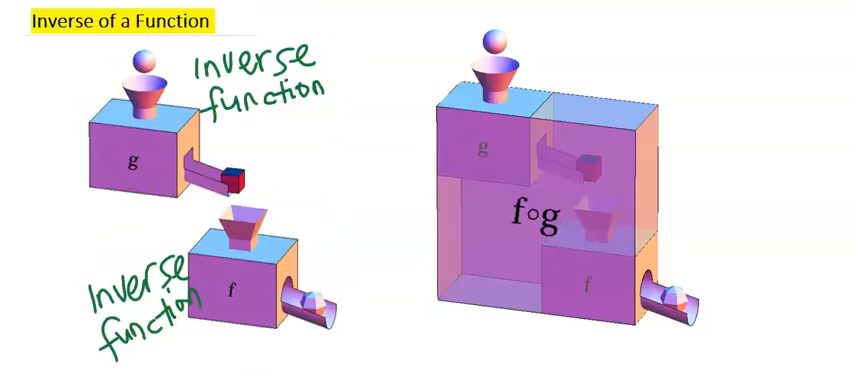 Inverse of a Function
Inverse
function
g
f
Inverse
function
g
f∘g
f